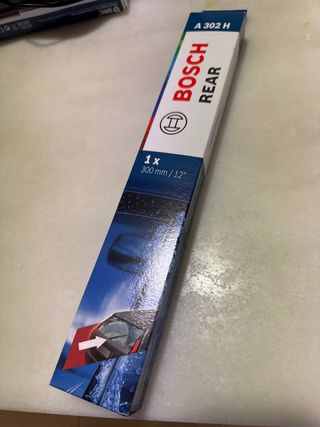 A 302 H
BOSCH
REAR
1 x
300 mm / 12"